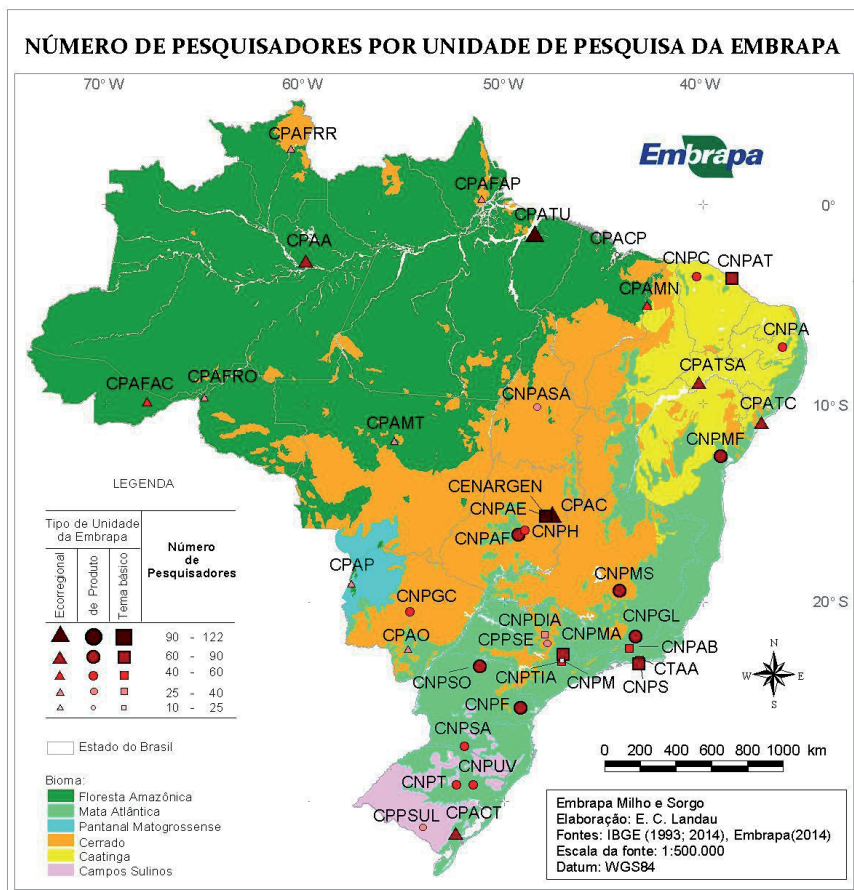 NÚMERO DE PESQUISADORES POR UNIDADE DE PESQUISA DA EMBRAPA
70° W
60° W
50° W
40° W
CPAFRR
Embrapa
CPAFAP
0°
CPATU
CPAA
CPACP
CNPC
CNPAT
CPAMN
CNPA
CPAFAC
CPAFRO
CNPASA
CPATSA
10° S
CPATC
CPAMT
CNPMF
LEGENDA
CENARGEN
CPAC
CNPAE
CNPAF
CNPH
Tipo de Unidade
da Embrapa
Ecorregional
de Produto
Tema básico
Número
de
Pesquisadores
90 - 122
60 - 90
40 - 60
25 - 40
10 - 25
CPAP
CNPMS
CNPGC
20° S
CNPDIA
CNPGL
CPAO
CPPSE
CNPMA
CNPAB
CNPSO
CNPTIA
CNPM
CTAA
CNPS
CNPF
N
W
E
S
CNPSA
CNPUV
CNPT
CPPSUL
CPACT
Estado do Brasil
0 200 400 600 800 1000 km
Bioma:
Floresta Amazônica
Mata Atlântica
Pantanal Matogrossense
Cerrado
Caatinga
Campos Sulinos
Embrapa Milho e Sorgo
Elaboração: E. C. Landau
Fontes: IBGE (1993; 2014), Embrapa(2014)
Escala da fonte: 1:500.000
Datum: WGS84